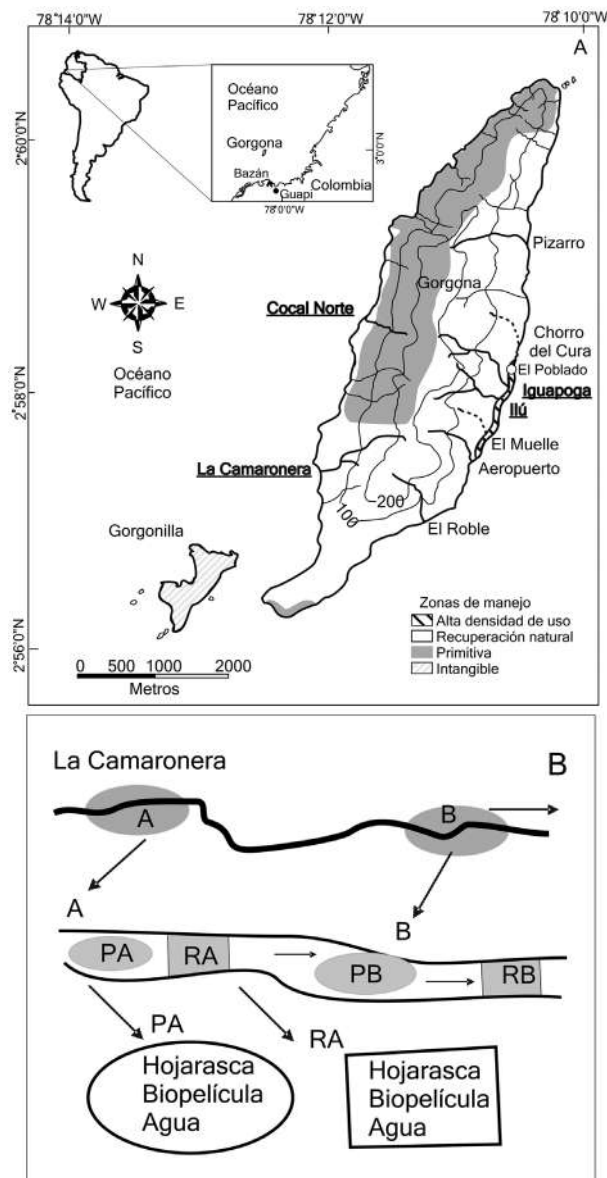 78°14'0"W
78°12'0"W
78°10'0"W
A
Océano
Pacífico
Gorgona
Bazán
Guapi
Colombia
3°0'0"N
78°0'0"W
2°60'0"N
N
W
E
S
Océano
Pacífico
Pizarro
Gorgona
Cocal Norte
Chorro
del Cura
El Poblado
2°58'0"N
Iguapoga
Ilú
El Muelle
Aeropuerto
La Camaronera
200
100
El Roble
Gorgonilla
Zonas de manejo
Alta densidad de uso
Recuperación natural
Primitiva
Intangible
2°56'0"N
0 500 1000 2000
Metros
La Camaronera
B
A
B
A
B
PA
RA
PB
RB
PA
RA
Hojarasca
Biopelícula
Agua
Hojarasca
Biopelícula
Agua